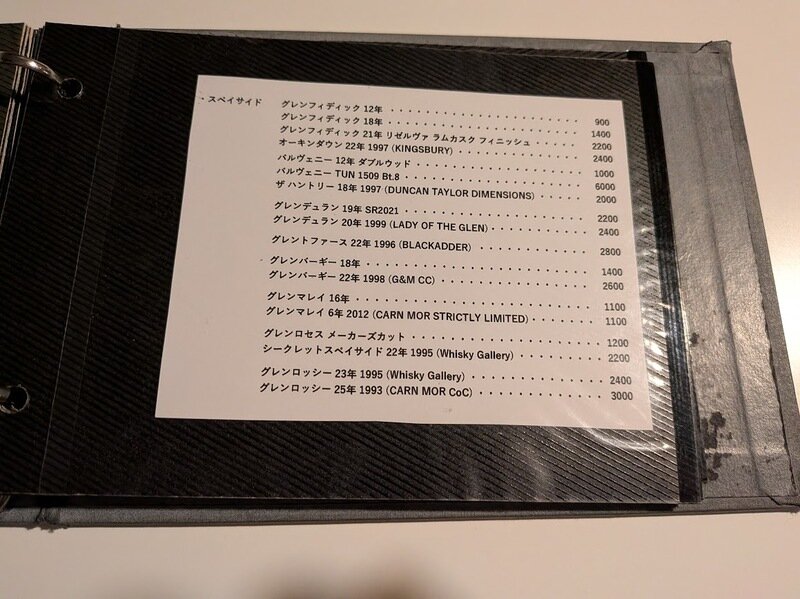 ・スペイサイド グレンフィディック 12年 ・・・・・・・・・・・・・・・・・・・・・・・・ 900
グレンフィディック 18年 ・・・・・・・・・・・・・・・・・・・・・・・・ 1400
グレンフィディック 21年 リゼルヴァ ラムカスク フィニッシュ ・・・・・ 2200
オーキンダウン 22年 1997 (KINGSBURY) ・・・・・・・・・・・・・・・ 2400
バルヴェニー 12年 ダブルウッド ・・・・・・・・・・・・・・・・・・・ 1000
バルヴェニー TUN 1509 Bt.8 ・・・・・・・・・・・・・・・・・・・・・ 6000
ザ ハントリー 18年 1997 (DUNCAN TAYLOR DIMENSIONS) ・・・・・・・ 2000
グレンデュラン 19年 SR2021 ・・・・・・・・・・・・・・・・・・・・・ 2200
グレンデュラン 20年 1999 (LADY OF THE GLEN) ・・・・・・・・・・・ 2400
グレントファース 22年 1996 (BLACKADDER) ・・・・・・・・・・・・・ 2800
グレンバーギー 18年 ・・・・・・・・・・・・・・・・・・・・・・・・・ 1400
グレンバーギー 22年 1998 (G&M CC) ・・・・・・・・・・・・・・・・・ 2600
グレンマレイ 16年 ・・・・・・・・・・・・・・・・・・・・・・・・・・ 1100
グレンマレイ 6年 2012 (CARN MOR STRICTLY LIMITED) ・・・・・・・・ 1100
グレンロセス メーカーズカット ・・・・・・・・・・・・・・・・・・・・ 1200
シークレットスペイサイド 22年 1995 (Whisky Gallery) ・・・・・・・・・ 2200
グレンロッシー 23年 1995 (Whisky Gallery) ・・・・・・・・・・・・・・ 2400
グレンロッシー 25年 1993 (CARN MOR CoC) ・・・・・・・・・・・・・ 3000